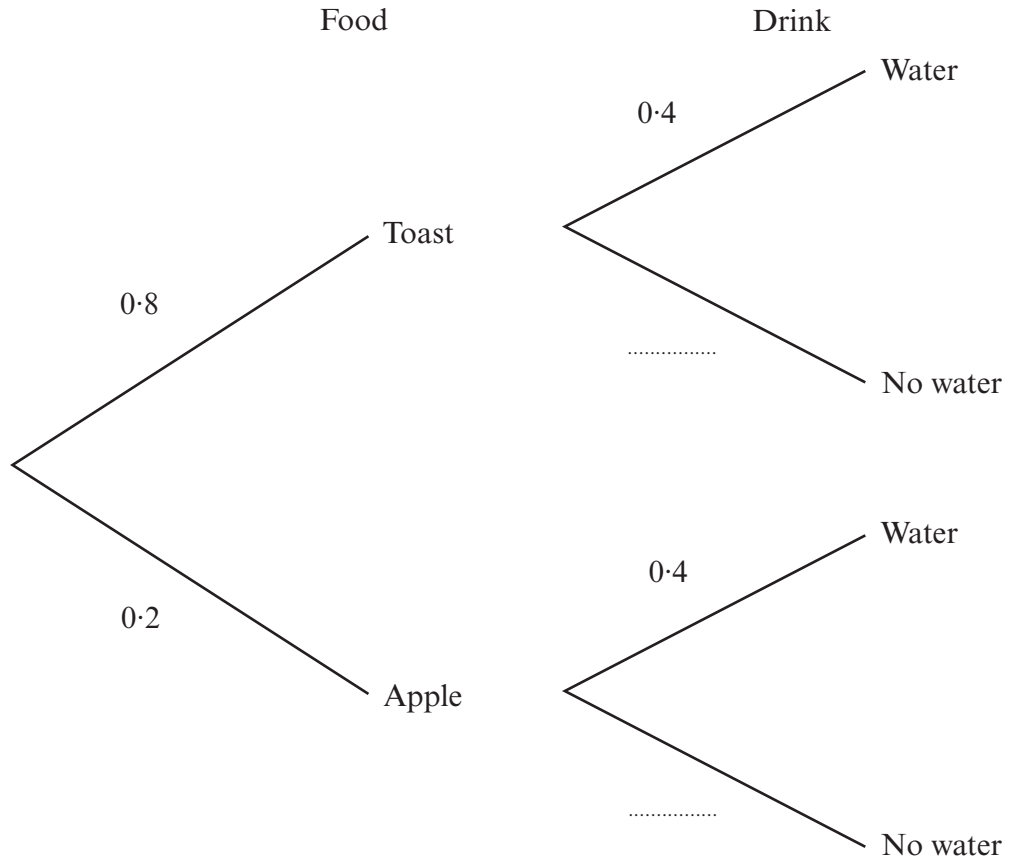 Food
Drink
Water
0·4
Toast
0·8
................
No water
Water
0·4
0·2
Apple
................
No water